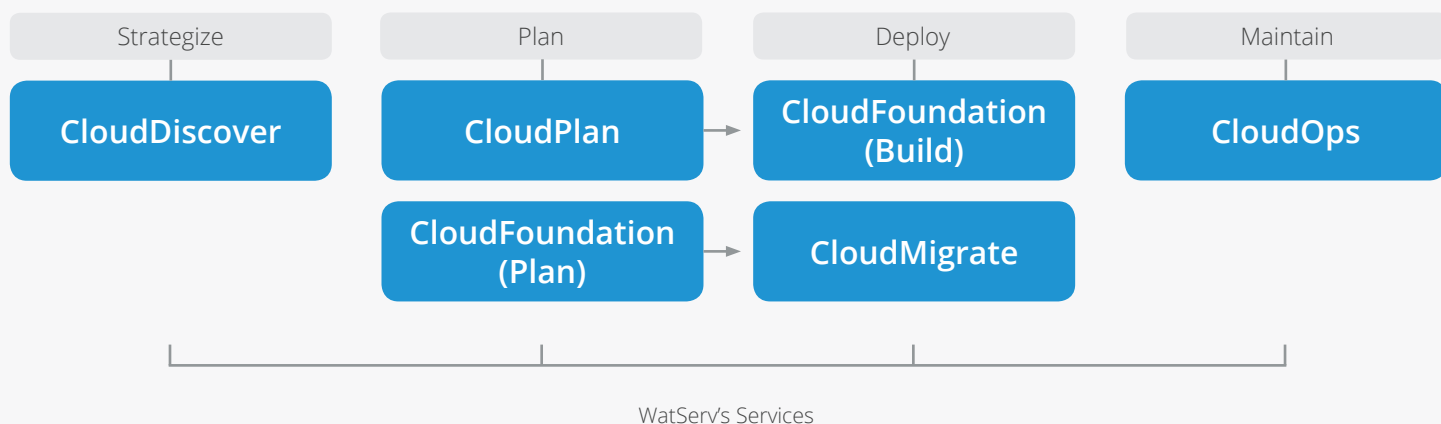 Strategize
Plan
Deploy
Maintain
CloudDiscover
CloudPlan
CloudFoundation
(Build)
CloudOps
CloudFoundation
(Plan)
CloudMigrate
WatServ's Services